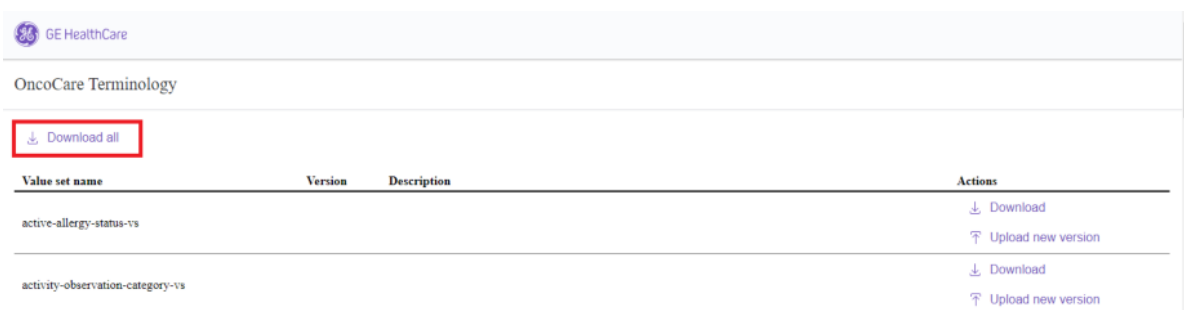 GE HealthCare
OncoCare Terminology
Download all
Value set name Version Description Actions
active-allergy-status-vs
Download
Upload new version
activity-observation-category-vs
Download
Upload new version